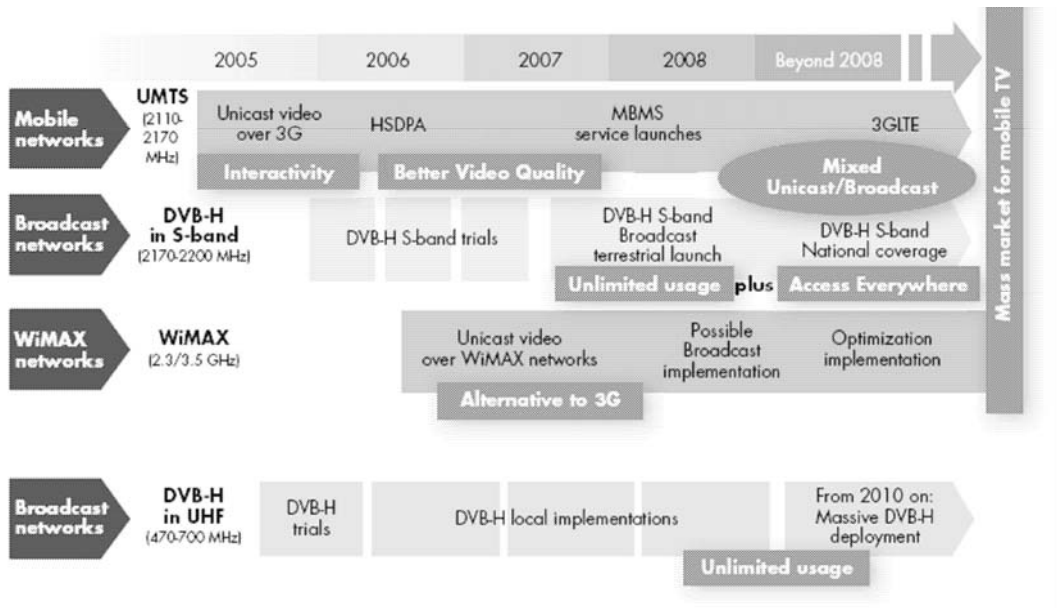 2005
2006
2007
2008
Beyond 2008
Mass market for mobile TV
Mobile
networks
UMTS
(2110-
2170
MHz)
Unicast video
over 3G
HSDPA
MBMS
service launches
3GLTE
Interactivity
Better Video Quality
Mixed
Unicast/Broadcast
Broadcast
networks
DVB-H
in S-band
(2170-2200 MHz)
DVB-H S-band trials
DVB-H S-band
Broadcast
terrestrial launch
DVB-H S-band
National coverage
Unlimited usage plus Access Everywhere
WiMAX
networks
WiMAX
(2.3/3.5 GHz)
Unicast video
over WiMAX networks
Possible
Broadcast
implementation
Optimization
implementation
Alternative to 3G
Broadcast
networks
DVB-H
in UHF
(470-700 MHz)
DVB-H
trials
DVB-H local implementations
From 2010 on:
Massive DVB-H
deployment
Unlimited usage